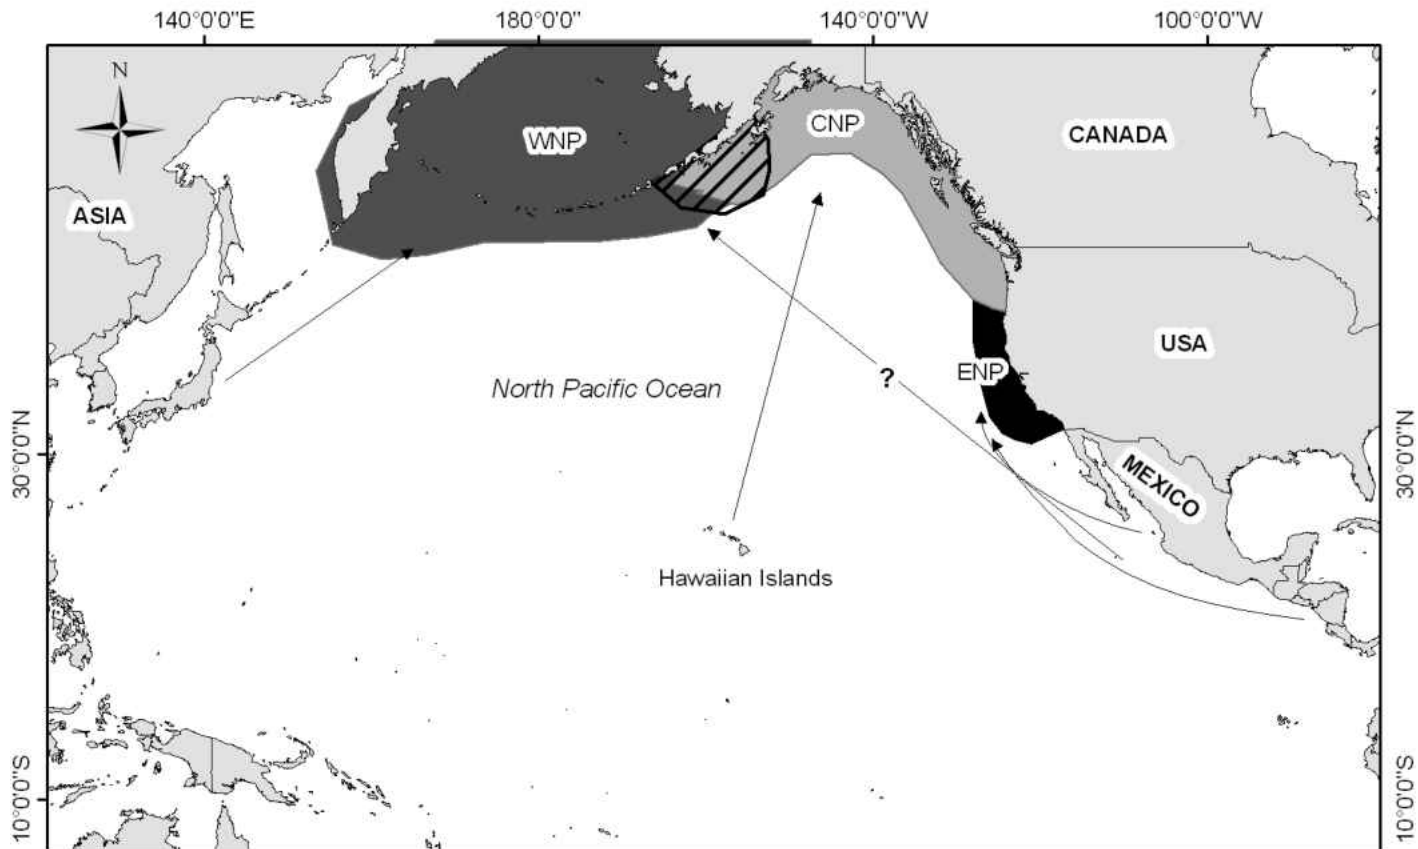 140°0'0"E
180°0'0"
140°0'0"W
100°0'0"W
N
WNP
CNP
CANADA
ASIA
USA
ENP
?
North Pacific Ocean
30°0'0"N
30°0'0"N
MEXICO
Hawaiian Islands
10°0'0"S
10°0'0"S